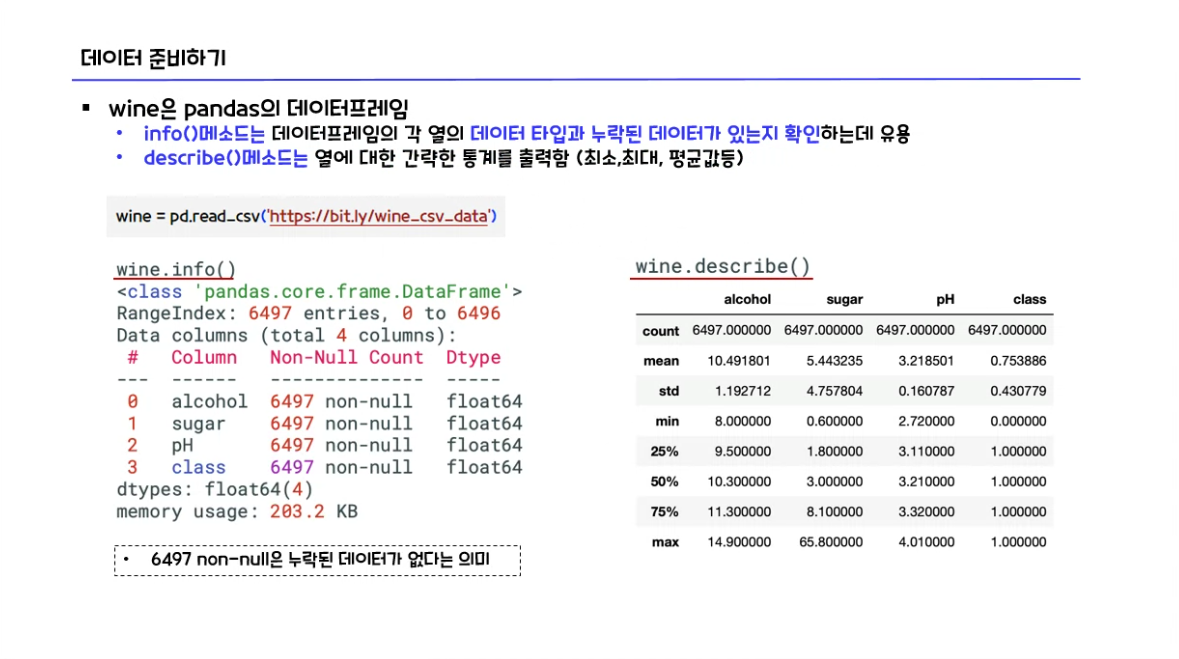 데이터 준비하기
▪ wine은 pandas의 데이터프레임
• info()메소드는 데이터프레임의 각 열의 데이터 타입과 누락된 데이터가 있는지 확인하는데 유용
• describe()메소드는 열에 대한 간략한 통계를 출력함 (최소,최대, 평균값등)
wine = pd.read_csv('https://bit.ly/wine_csv_data')
wine.info()
<class 'pandas.core.frame.DataFrame'>
RangeIndex: 6497 entries, 0 to 6496
Data columns (total 4 columns):
# Column Non-Null Count Dtype
--- ------ -------------- -----
0 alcohol 6497 non-null float64
1 sugar 6497 non-null float64
2 pH 6497 non-null float64
3 class 6497 non-null float64
dtypes: float64(4)
memory usage: 203.2 KB
• 6497 non-null은 누락된 데이터가 없다는 의미
wine.describe()
alcohol sugar pH class
count 6497.000000 6497.000000 6497.000000 6497.000000
mean 10.491801 5.443235 3.218501 0.753886
std 1.192712 4.757804 0.160787 0.430779
min 8.000000 0.600000 2.720000 0.000000
25% 9.500000 1.800000 3.110000 1.000000
50% 10.300000 3.000000 3.210000 1.000000
75% 11.300000 8.100000 3.320000 1.000000
max 14.900000 65.800000 4.010000 1.000000